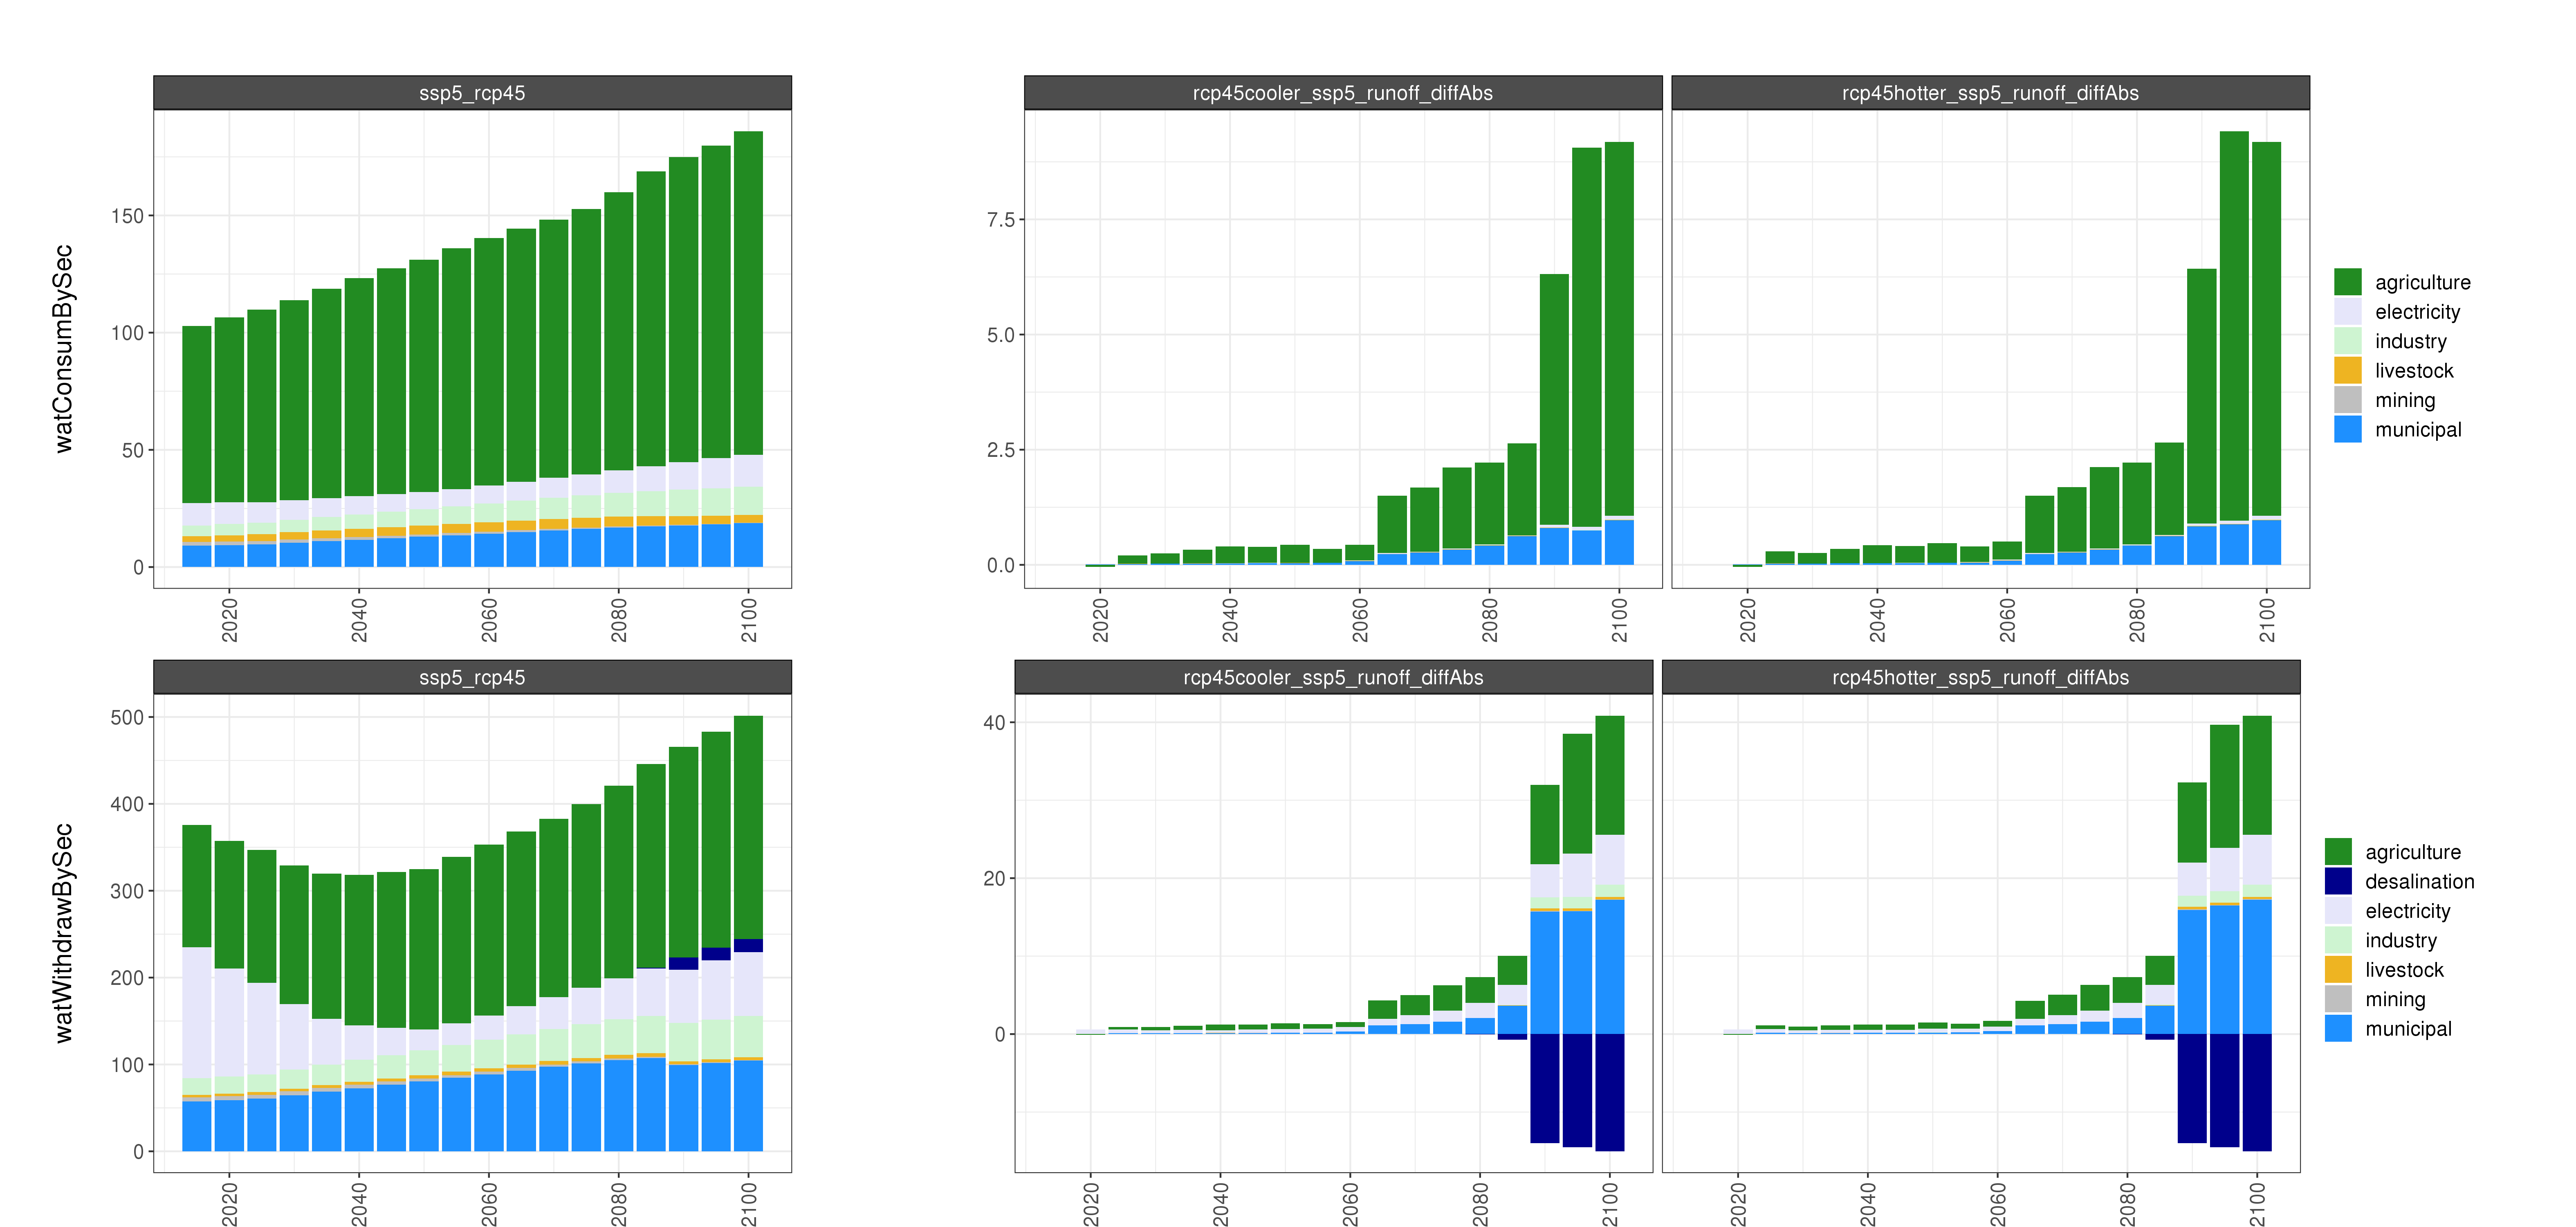 ssp5_rcp45
rcp45cooler_ssp5_runoff_diffAbs
rcp45hotter_ssp5_runoff_diffAbs
watConsumBySec
150
100
50
0
7.5
5.0
2.5
0.0
2020
2040
2060
2080
2100
2020
2040
2060
2080
2100
2020
2040
2060
2080
2100
agriculture
electricity
industry
livestock
mining
municipal
ssp5_rcp45
rcp45cooler_ssp5_runoff_diffAbs
rcp45hotter_ssp5_runoff_diffAbs
watWithdrawBySec
500
400
300
200
100
0
40
20
0
2020
2040
2060
2080
2100
2020
2040
2060
2080
2100
2020
2040
2060
2080
2100
agriculture
desalination
electricity
industry
livestock
mining
municipal